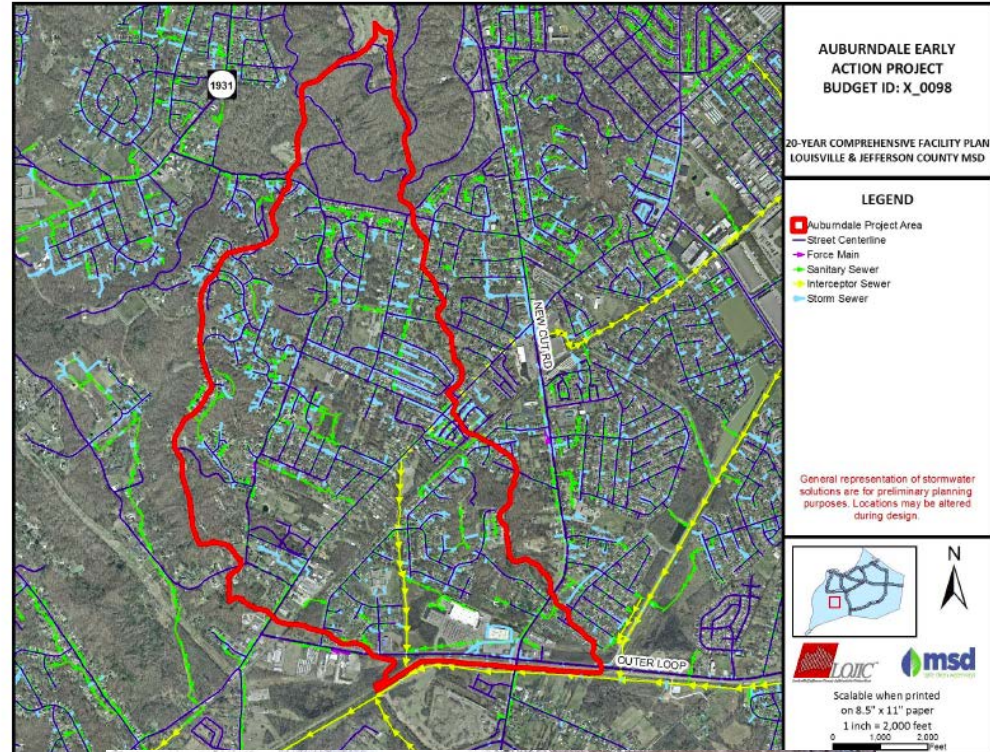 AUBURNDALE EARLY
ACTION PROJECT
BUDGET ID: X_0098
20-YEAR COMPREHENSIVE FACILITY PLAN
LOUISVILLE & JEFFERSON COUNTY MSD
LEGEND
Auburndale Project Area
Street Centerline
Force Main
Sanitary Sewer
Interceptor Sewer
Storm Sewer
1931
NEW CUT RD
OUTER LOOP
General representation of stormwater
solutions are for preliminary planning
purposes. Locations may be altered
during design.
N
LOJIC
msd
Scalable when printed
on 8.5" x 11" paper
1 inch = 2,000 feet
0 1,000 2,000
Feet